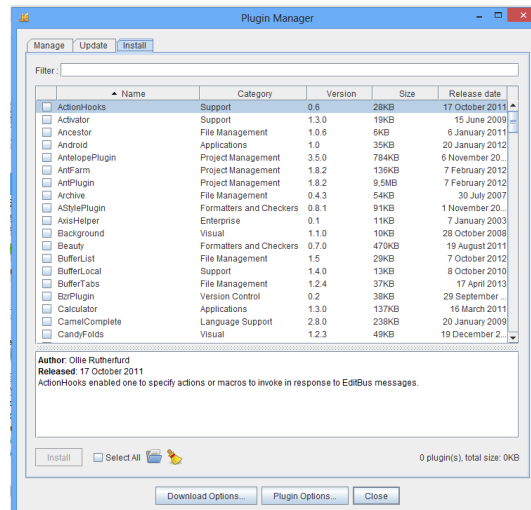 Plugin Manager
Manage Update Install
Filter:
Name Category Version Size Release date
ActionHooks Support 0.6 28KB 17 October 2011
Activator Support 1.3.0 19KB 15 June 2009
Ancestor File Management 1.0.6 6KB 6 January 2011
Android Applications 1.0 35KB 20 January 2012
AntelopePlugin Project Management 3.5.0 784KB 6 November 20...
AntFarm Project Management 1.8.2 136KB 7 February 2012
AntPlugin Project Management 1.8.2 9,5MB 7 February 2012
Archive File Management 0.4.3 54KB 30 July 2007
AStylePlugin Formatters and Checkers 0.8.1 91KB 1 November 20...
AxisHelper Enterprise 0.1 11KB 7 January 2003
Background Visual 1.1.0 10KB 28 October 2008
Beauty Formatters and Checkers 0.7.0 470KB 19 August 2011
BufferList File Management 1.5 29KB 7 October 2012
BufferLocal Support 1.4.0 13KB 8 October 2010
BufferTabs File Management 1.2.4 37KB 17 April 2013
BzrPlugin Version Control 0.2 38KB 29 September ...
Calculator Applications 1.3.0 137KB 16 March 2011
CamelComplete Language Support 2.8.0 238KB 20 January 2009
CandyFolds Visual 1.2.3 49KB 19 December 2...
Author: Ollie Rutherfurd
Released: 17 October 2011
ActionHooks enabled one to specify actions or macros to invoke in response to EditBus messages.
Install Select All 0 plugin(s), total size: 0KB
Download Options... Plugin Options... Close